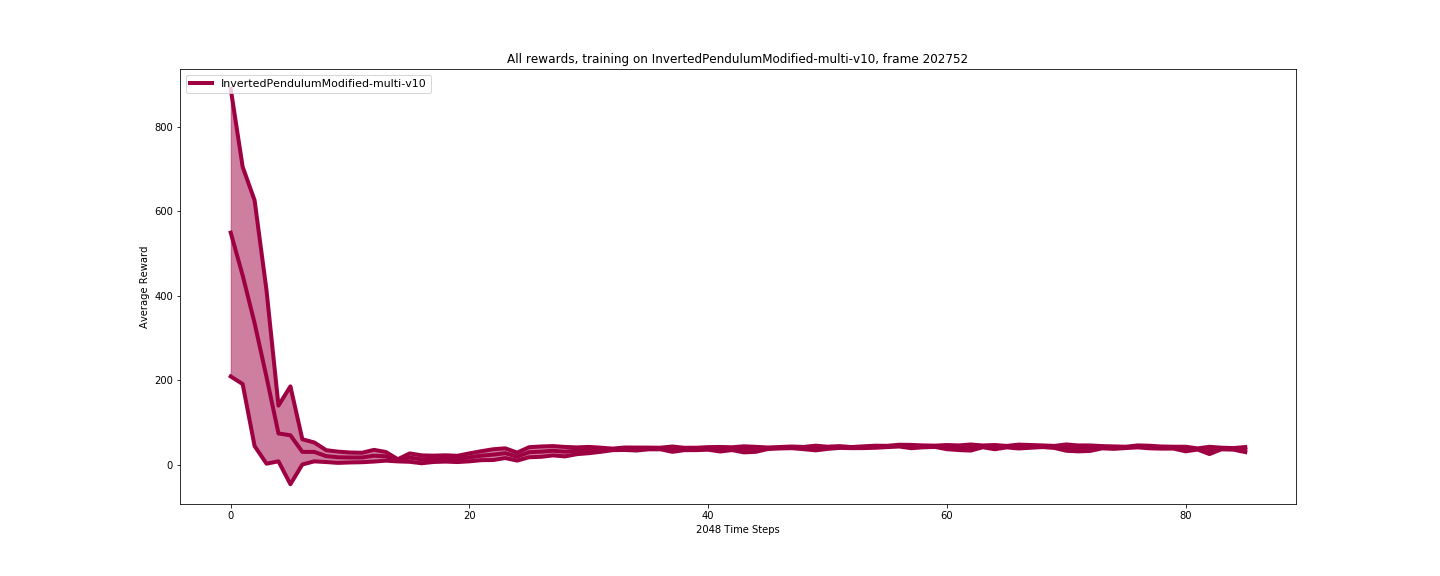 All rewards, training on InvertedPendulumModified-multi-v10, frame 202752
InvertedPendulumModified-multi-v10
800
600
400
200
0
Average Reward
0 20 40 60 80
2048 Time Steps